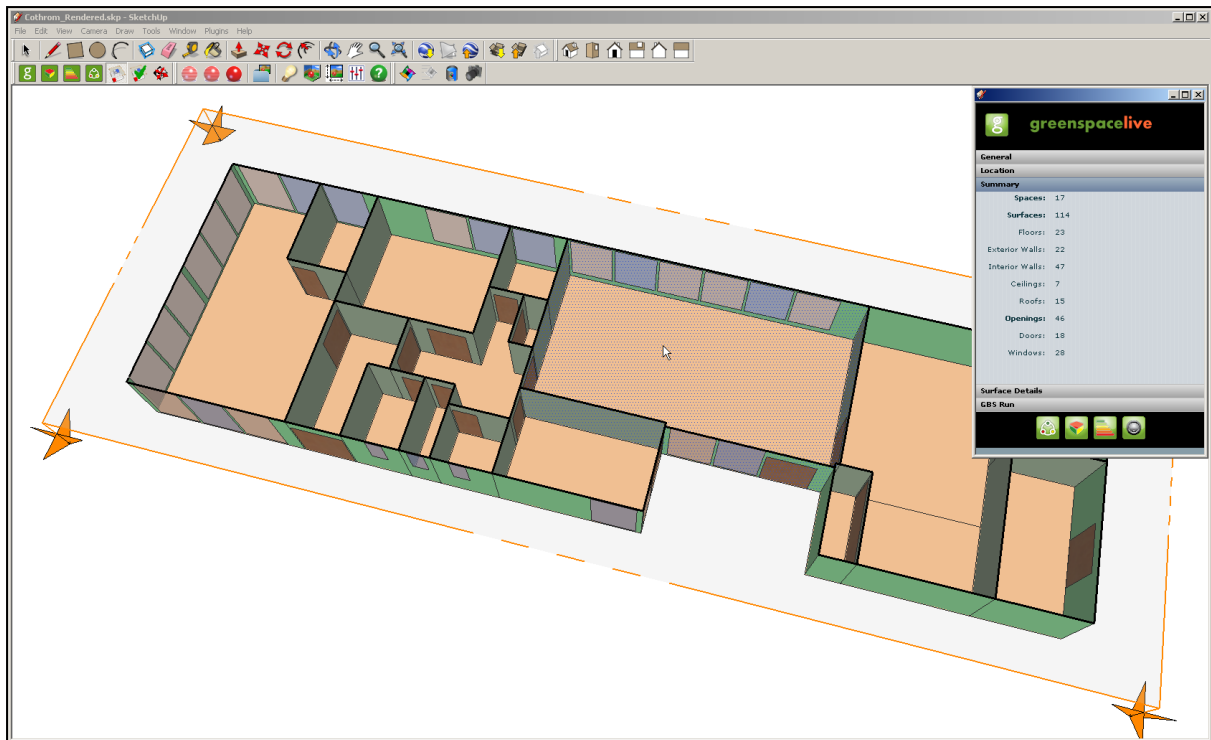 Cothrom_Rendered.skp - SketchUp
File Edit View Camera Draw Tools Window Plugins Help
g
?
g greenspacelive
General
Location
Summary
Spaces: 17
Surfaces: 114
Floors: 23
Exterior Walls: 22
Interior Walls: 47
Ceilings: 7
Roofs: 15
Openings: 46
Doors: 18
Windows: 28
Surface Details
GBS Run